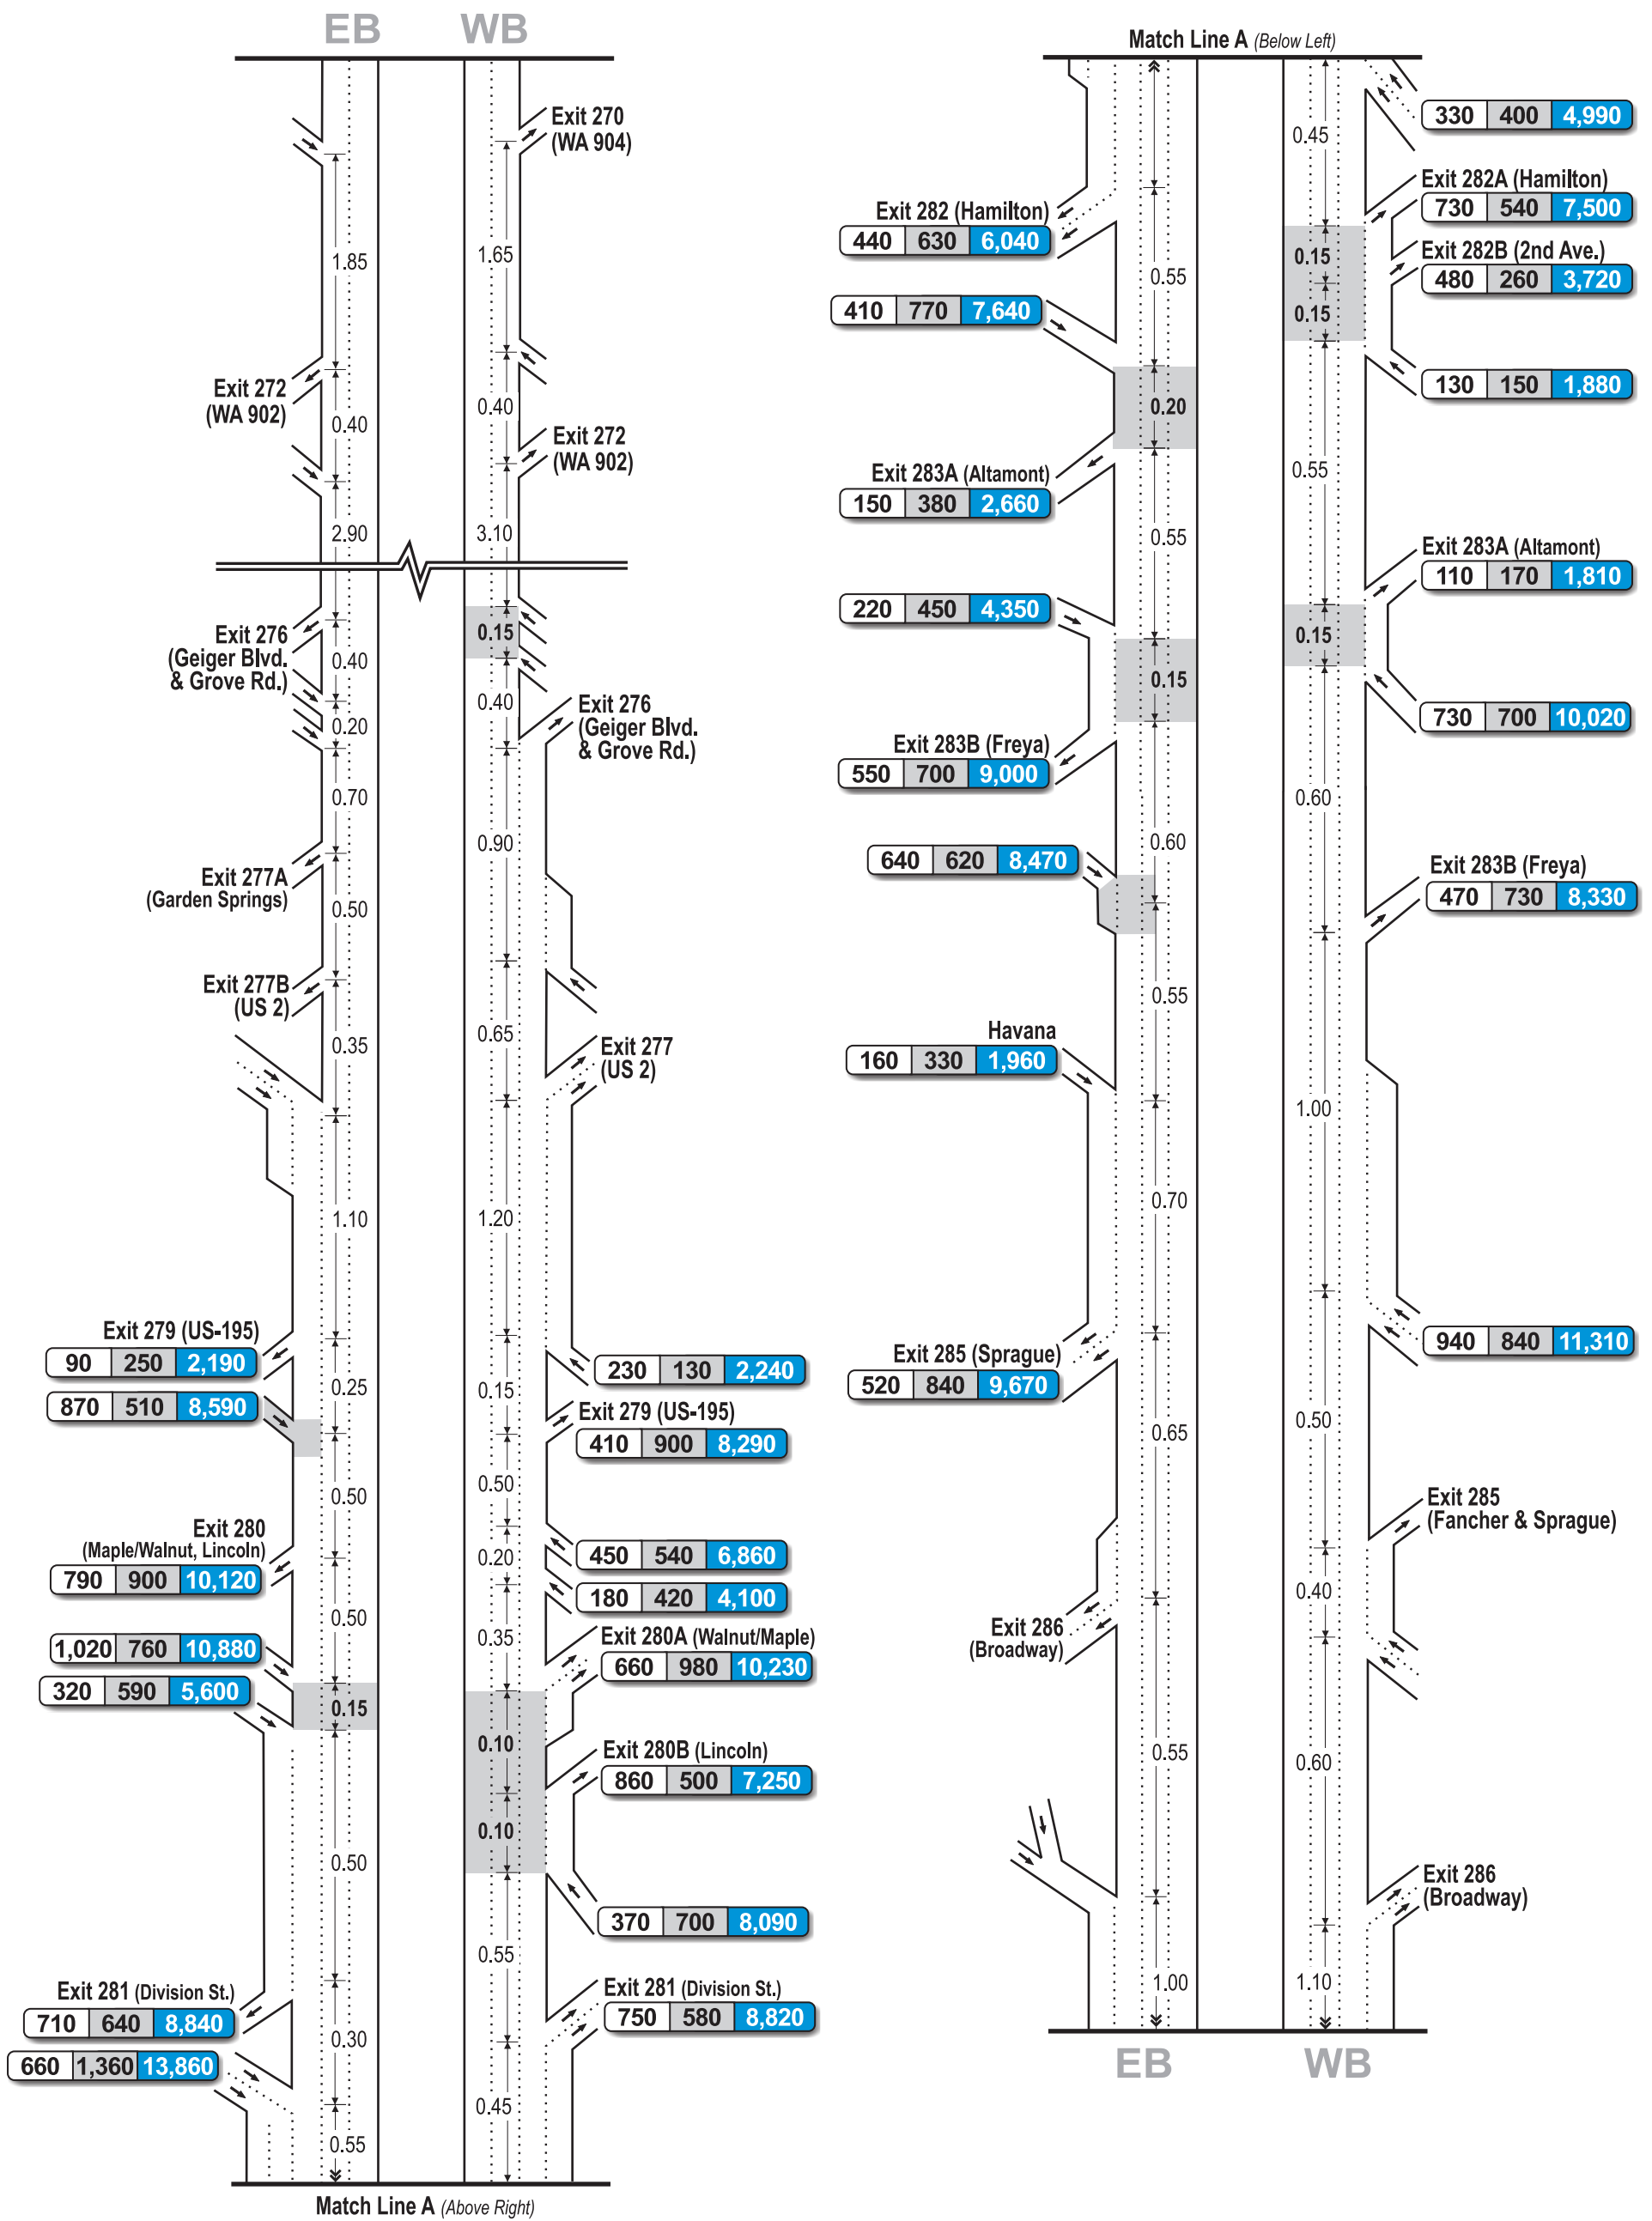 EB WB
Exit 270
(WA 904)
1.85
1.65
Exit 272
(WA 902)
0.40
0.40
Exit 272
(WA 902)
2.90
3.10
0.15
Exit 276
(Geiger Blvd.
& Grove Rd.)
0.40
0.20
0.40
Exit 276
(Geiger Blvd.
& Grove Rd.)
0.70
0.90
Exit 277A
(Garden Springs)
0.50
Exit 277B
(US 2)
0.35
0.65
Exit 277
(US 2)
1.10
1.20
Exit 279 (US-195)
90 250 2,190
230 130 2,240
0.25
0.15
870 510 8,590
Exit 279 (US-195)
410 900 8,290
0.50
0.50
Exit 280
(Maple/Walnut, Lincoln)
790 900 10,120
450 540 6,860
0.20
180 420 4,100
0.50
0.35
Exit 280A (Walnut/Maple)
660 980 10,230
1,020 760 10,880
320 590 5,600
0.15
0.10
Exit 280B (Lincoln)
860 500 7,250
0.10
0.50
370 700 8,090
0.55
Exit 281 (Division St.)
710 640 8,840
Exit 281 (Division St.)
750 580 8,820
0.30
660 1,360 13,860
0.45
0.55
Match Line A (Above Right)
Match Line A (Below Left)
330 400 4,990
0.45
Exit 282A (Hamilton)
730 540 7,500
Exit 282 (Hamilton)
440 630 6,040
Exit 282B (2nd Ave.)
480 260 3,720
0.15
0.55
0.15
410 770 7,640
130 150 1,880
0.20
0.55
Exit 283A (Altamont)
150 380 2,660
0.55
Exit 283A (Altamont)
110 170 1,810
220 450 4,350
0.15
0.15
730 700 10,020
Exit 283B (Freya)
550 700 9,000
0.60
0.60
640 620 8,470
Exit 283B (Freya)
470 730 8,330
0.55
Havana
160 330 1,960
1.00
0.70
940 840 11,310
Exit 285 (Sprague)
520 840 9,670
0.65
0.50
Exit 285
(Fancher & Sprague)
0.40
Exit 286
(Broadway)
0.55
0.60
Exit 286
(Broadway)
1.00
1.10
EB WB